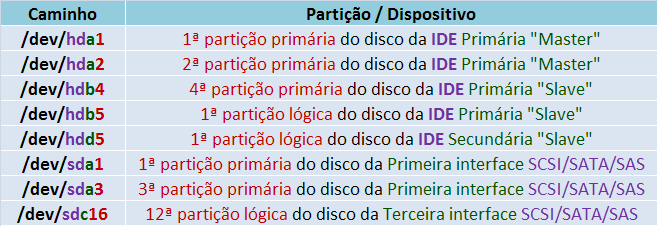 Caminho Partição / Dispositivo
/dev/hda1 1ª partição primária do disco da IDE Primária "Master"
/dev/hda2 2ª partição primária do disco da IDE Primária "Master"
/dev/hdb4 4ª partição primária do disco da IDE Primária "Slave"
/dev/hdb5 1ª partição lógica do disco da IDE Primária "Slave"
/dev/hdd5 1ª partição lógica do disco da IDE Secundária "Slave"
/dev/sda1 1ª partição primária do disco da Primeira interface SCSI/SATA/SAS
/dev/sda3 3ª partição primária do disco da Primeira interface SCSI/SATA/SAS
/dev/sdc16 12ª partição lógica do disco da Terceira interface SCSI/SATA/SAS